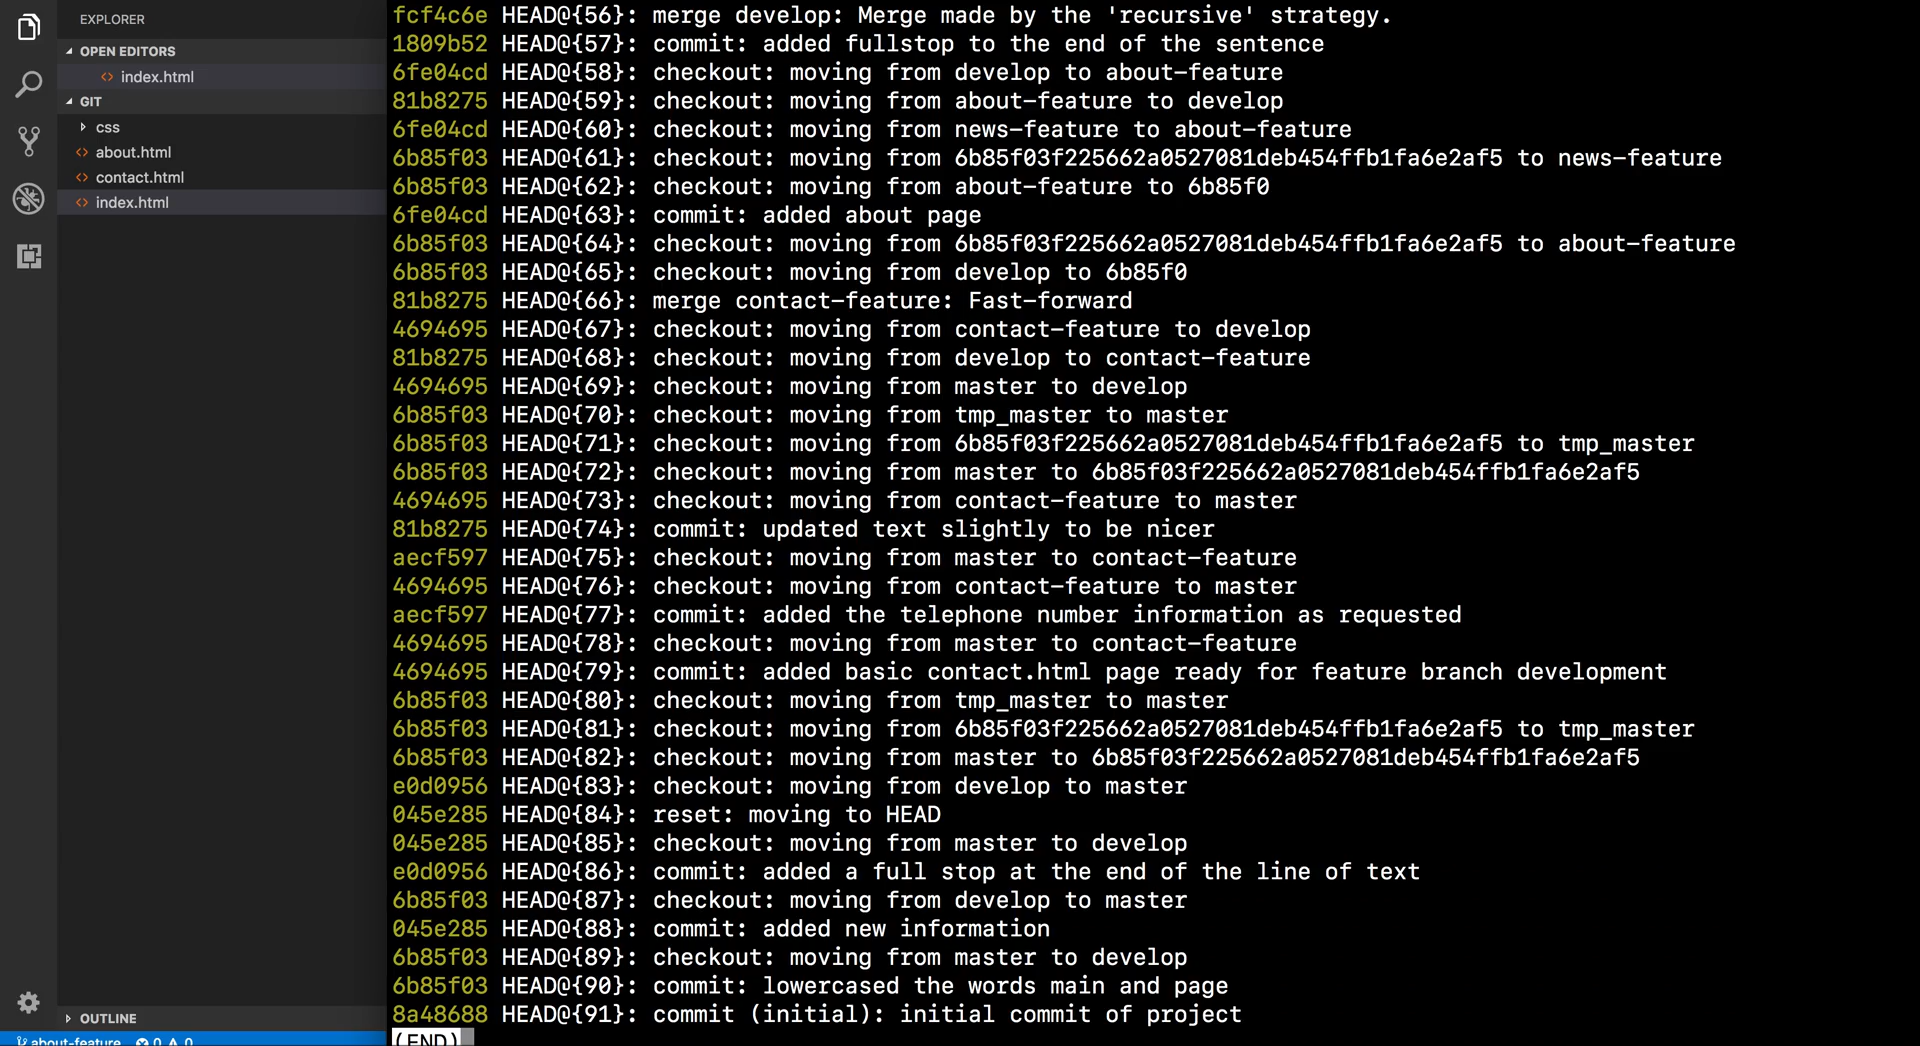 EXPLORER
OPEN EDITORS
index.html
GIT
css
about.html
contact.html
index.html
OUTLINE
about-feature 0 0
fcf4c6e HEAD@{56}: merge develop: Merge made by the 'recursive' strategy.
1809b52 HEAD@{57}: commit: added fullstop to the end of the sentence
6fe04cd HEAD@{58}: checkout: moving from develop to about-feature
81b8275 HEAD@{59}: checkout: moving from about-feature to develop
6fe04cd HEAD@{60}: checkout: moving from news-feature to about-feature
6b85f03 HEAD@{61}: checkout: moving from 6b85f03f225662a0527081deb454ffb1fa6e2af5 to news-feature
6b85f03 HEAD@{62}: checkout: moving from about-feature to 6b85f0
6fe04cd HEAD@{63}: commit: added about page
6b85f03 HEAD@{64}: checkout: moving from 6b85f03f225662a0527081deb454ffb1fa6e2af5 to about-feature
6b85f03 HEAD@{65}: checkout: moving from develop to 6b85f0
81b8275 HEAD@{66}: merge contact-feature: Fast-forward
4694695 HEAD@{67}: checkout: moving from contact-feature to develop
81b8275 HEAD@{68}: checkout: moving from develop to contact-feature
4694695 HEAD@{69}: checkout: moving from master to develop
6b85f03 HEAD@{70}: checkout: moving from tmp_master to master
6b85f03 HEAD@{71}: checkout: moving from 6b85f03f225662a0527081deb454ffb1fa6e2af5 to tmp_master
6b85f03 HEAD@{72}: checkout: moving from master to 6b85f03f225662a0527081deb454ffb1fa6e2af5
4694695 HEAD@{73}: checkout: moving from contact-feature to master
81b8275 HEAD@{74}: commit: updated text slightly to be nicer
aecf597 HEAD@{75}: checkout: moving from master to contact-feature
4694695 HEAD@{76}: checkout: moving from contact-feature to master
aecf597 HEAD@{77}: commit: added the telephone number information as requested
4694695 HEAD@{78}: checkout: moving from master to contact-feature
4694695 HEAD@{79}: commit: added basic contact.html page ready for feature branch development
6b85f03 HEAD@{80}: checkout: moving from tmp_master to master
6b85f03 HEAD@{81}: checkout: moving from 6b85f03f225662a0527081deb454ffb1fa6e2af5 to tmp_master
6b85f03 HEAD@{82}: checkout: moving from master to 6b85f03f225662a0527081deb454ffb1fa6e2af5
e0d0956 HEAD@{83}: checkout: moving from develop to master
045e285 HEAD@{84}: reset: moving to HEAD
045e285 HEAD@{85}: checkout: moving from master to develop
e0d0956 HEAD@{86}: commit: added a full stop at the end of the line of text
6b85f03 HEAD@{87}: checkout: moving from develop to master
045e285 HEAD@{88}: commit: added new information
6b85f03 HEAD@{89}: checkout: moving from master to develop
6b85f03 HEAD@{90}: commit: lowercased the words main and page
8a48688 HEAD@{91}: commit (initial): initial commit of project
(END)